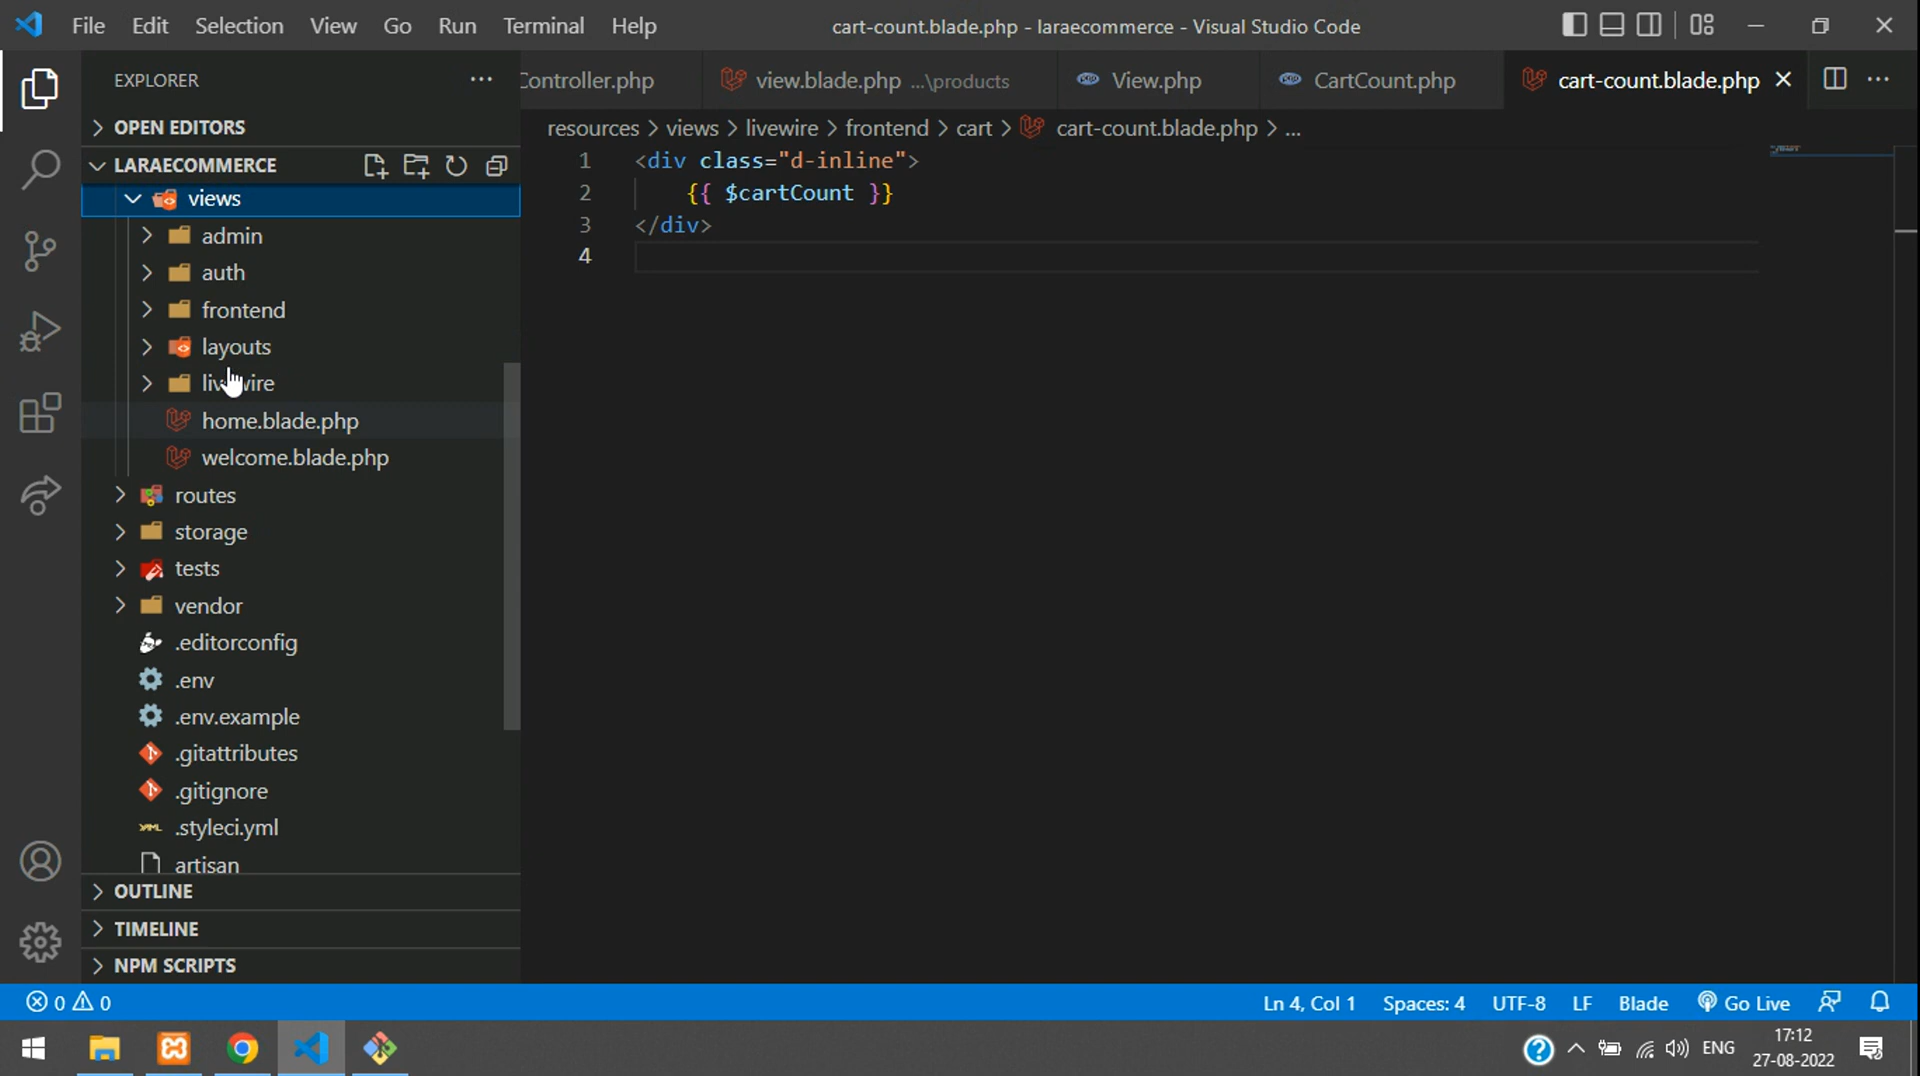 File Edit Selection View Go Run Terminal Help
cart-count.blade.php - laraecommerce - Visual Studio Code
EXPLORER
Controller.php
view.blade.php ...\products
View.php
CartCount.php
cart-count.blade.php
OPEN EDITORS
resources > views > livewire > frontend > cart > cart-count.blade.php > ...
LARAECOMMERCE
1 <div class="d-inline">
2 {{ $cartCount }}
3 </div>
4
views
admin
auth
frontend
layouts
livewire
home.blade.php
welcome.blade.php
routes
storage
tests
vendor
.editorconfig
.env
.env.example
.gitattributes
.gitignore
.styleci.yml
artisan
OUTLINE
TIMELINE
NPM SCRIPTS
0 0
Ln 4, Col 1 Spaces: 4 UTF-8 LF Blade Go Live
ENG
17:12
27-08-2022